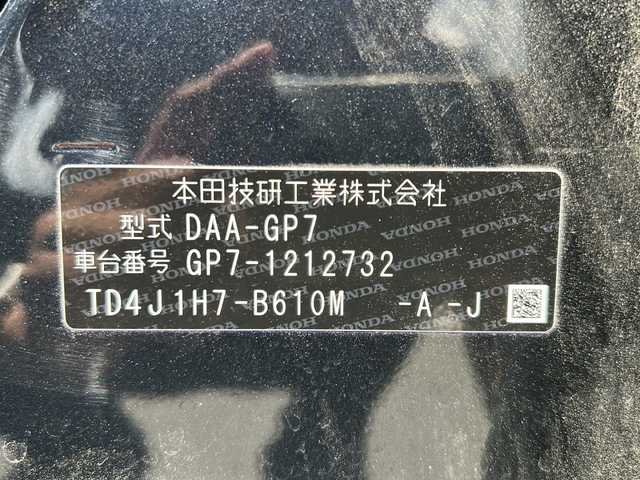 本田技研工業株式会社
型式 DAA-GP7
車台番号 GP7-1212732
TD4J1H7-B610M -A -J